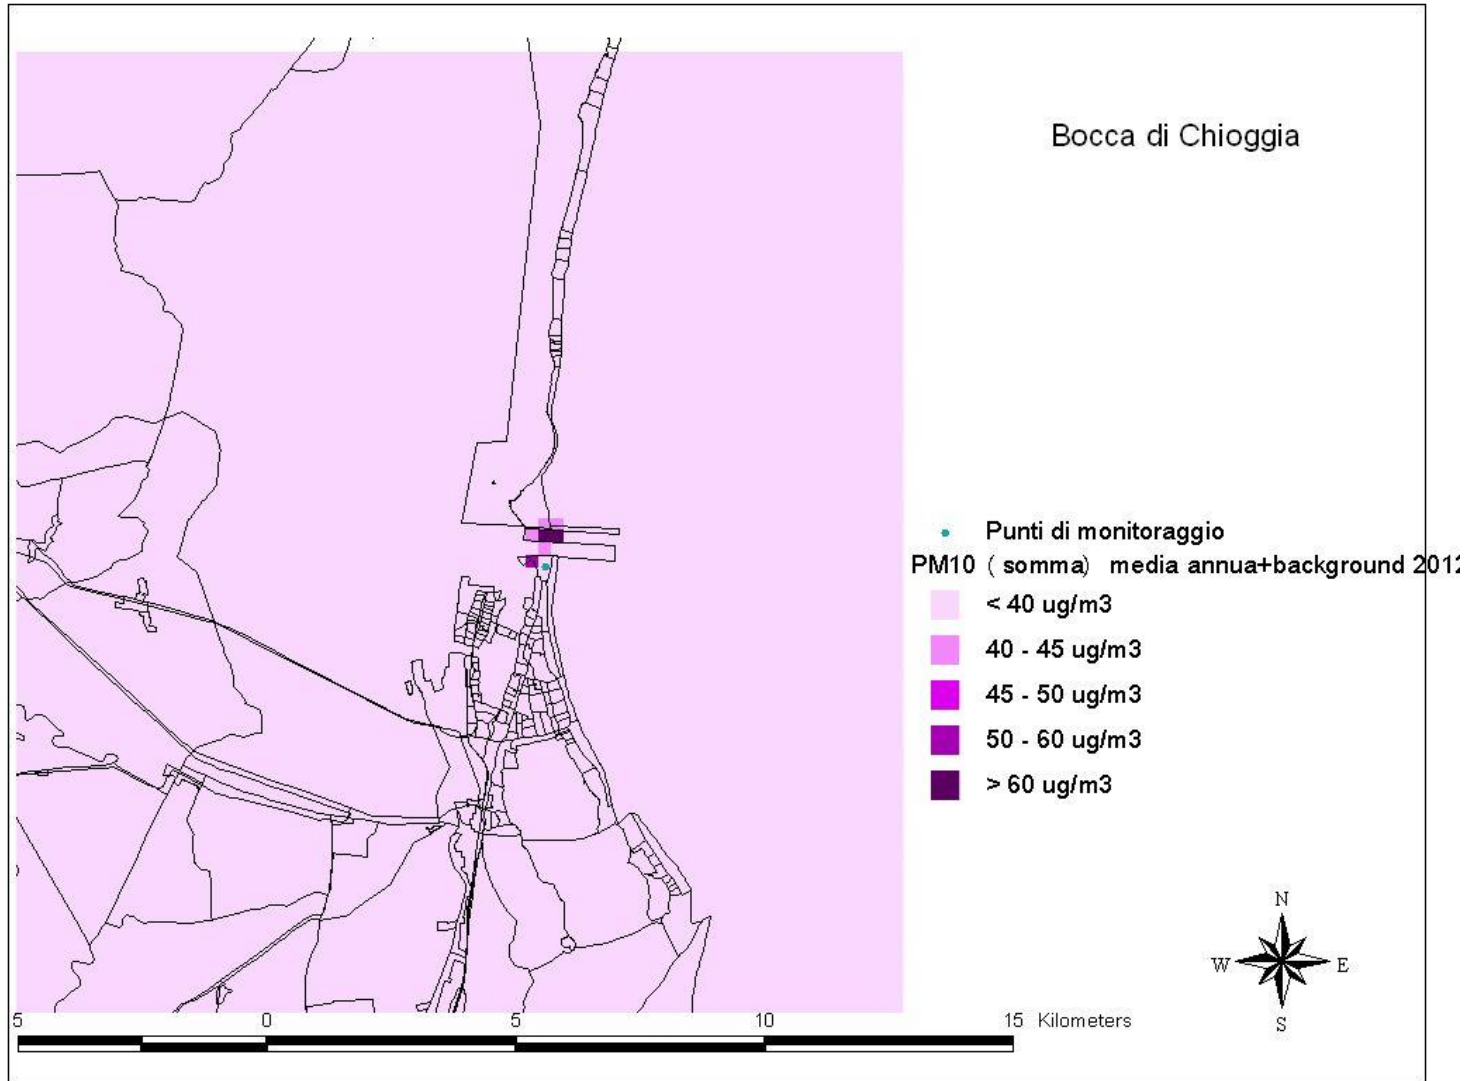 Bocca di Chioggia
Punti di monitoraggio
PM10 ( somma) media annua+background 2012
< 40 ug/m3
40 - 45 ug/m3
45 - 50 ug/m3
50 - 60 ug/m3
> 60 ug/m3
N
W E
S
5 0 5 10 15 Kilometers